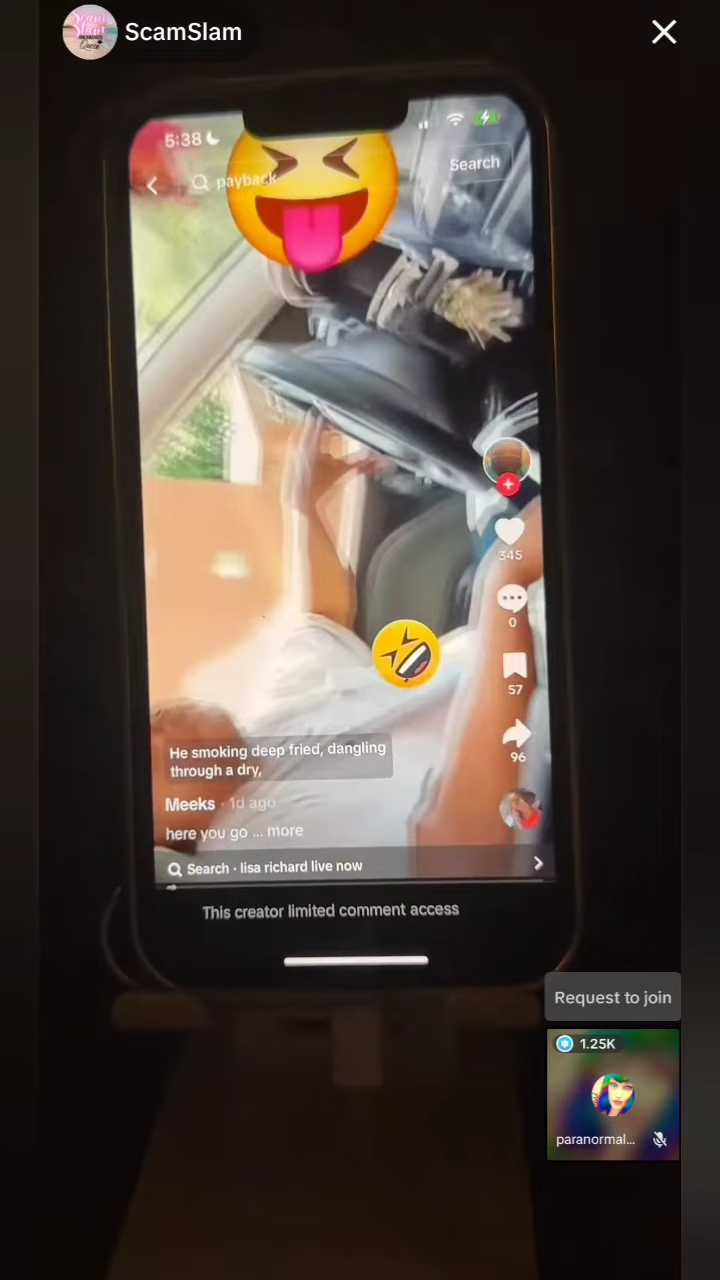 ScamSlam
5:38
payback
Search
345
0
57
96
He smoking deep fried, dangling
through a dry,
Meeks · 1d ago
here you go ... more
Search · lisa richard live now
This creator limited comment access
Request to join
1.25K
paranormal...